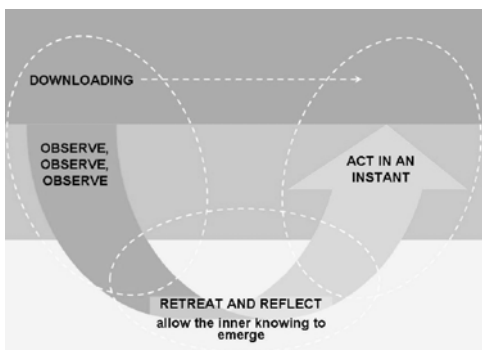 DOWNLOADING
OBSERVE,
OBSERVE,
OBSERVE
ACT IN AN
INSTANT
RETREAT AND REFLECT
allow the inner knowing to
emerge